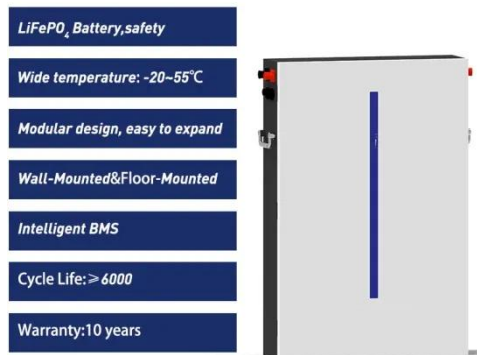 LiFePO₄ Battery,safety
Wide temperature: -20~55℃
Modular design, easy to expand
Wall-Mounted&Floor-Mounted
Intelligent BMS
Cycle Life:≥6000
Warranty:10 years